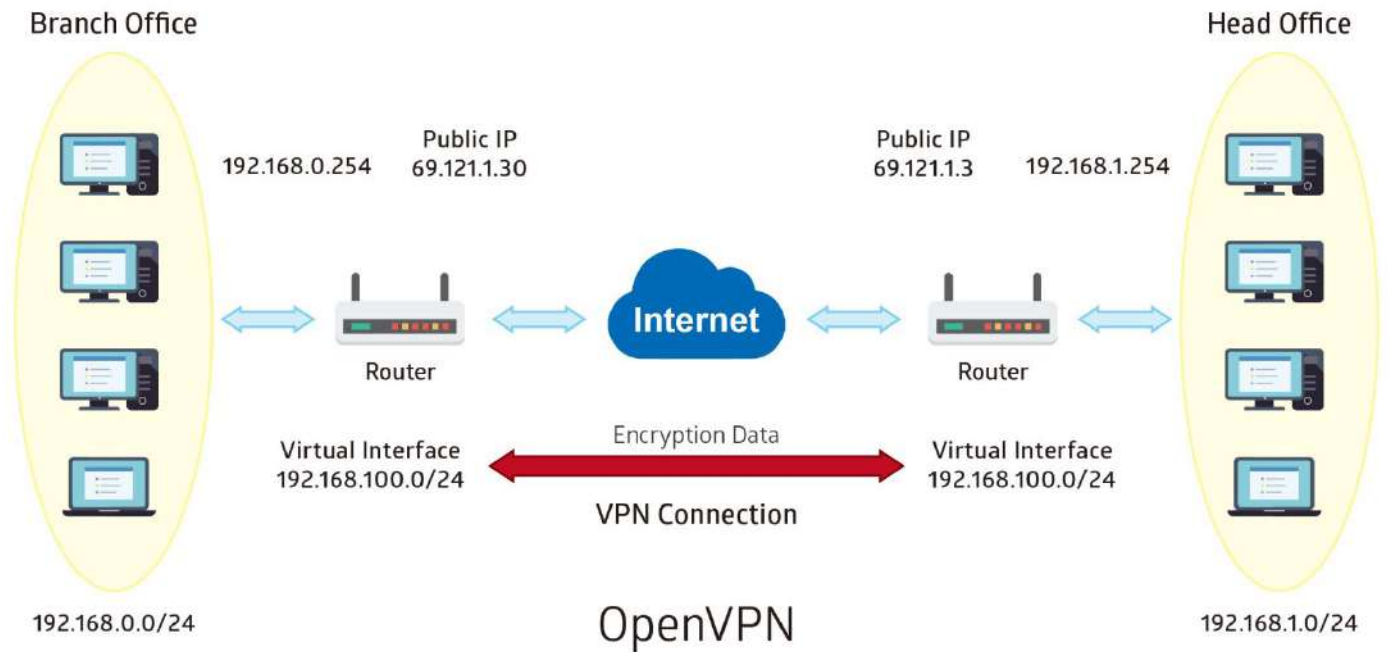 Branch Office
Head Office
Public IP
69.121.1.30
192.168.0.254
Public IP
69.121.1.3
192.168.1.254
Internet
Router
Router
Virtual Interface
192.168.100.0/24
Encryption Data
VPN Connection
Virtual Interface
192.168.100.0/24
192.168.0.0/24
OpenVPN
192.168.1.0/24